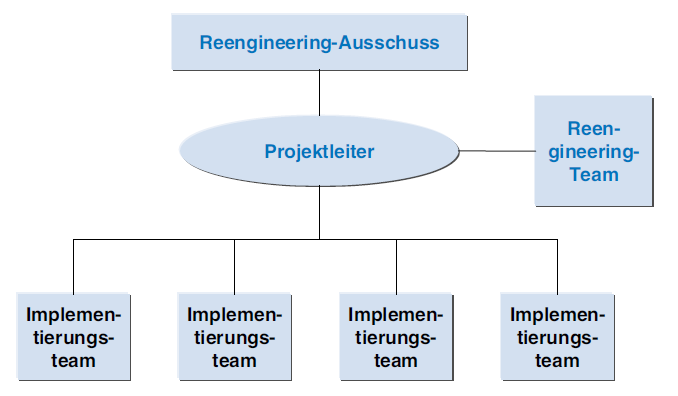 Reengineering-Ausschuss
Projektleiter
Reen-
gineering-
Team
Implemen-
tierungs-
team
Implemen-
tierungs-
team
Implemen-
tierungs-
team
Implemen-
tierungs-
team